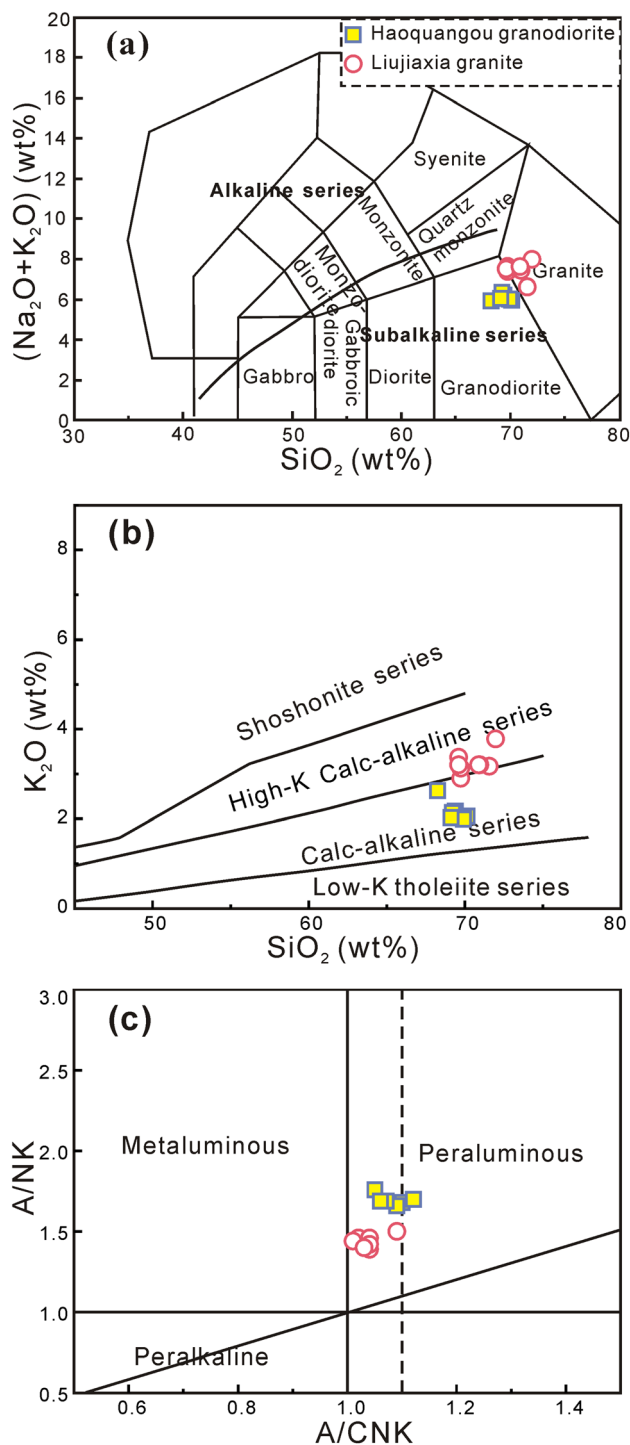 (a)
Haoquangou granodiorite
Liujiaxia granite
20
18
16
14
12
10
8
6
4
2
0
(Na₂O+K₂O) (wt%)
Syenite
Alkaline series
Monzonite
Quartz
monzonite
Monzo-
diorite
Granite
Subalkaline series
Gabbro
Gabbroic
diorite
Diorite
Granodiorite
30
40
50
60
70
80
SiO₂ (wt%)
(b)
8
6
4
2
0
K₂O (wt%)
Shoshonite series
High-K Calc-alkaline series
Calc-alkaline series
Low-K tholeiite series
50
60
70
80
SiO₂ (wt%)
(c)
3.0
2.5
2.0
1.5
1.0
0.5
A/NK
Metaluminous
Peraluminous
Peralkaline
0.6
0.8
1.0
1.2
1.4
A/CNK